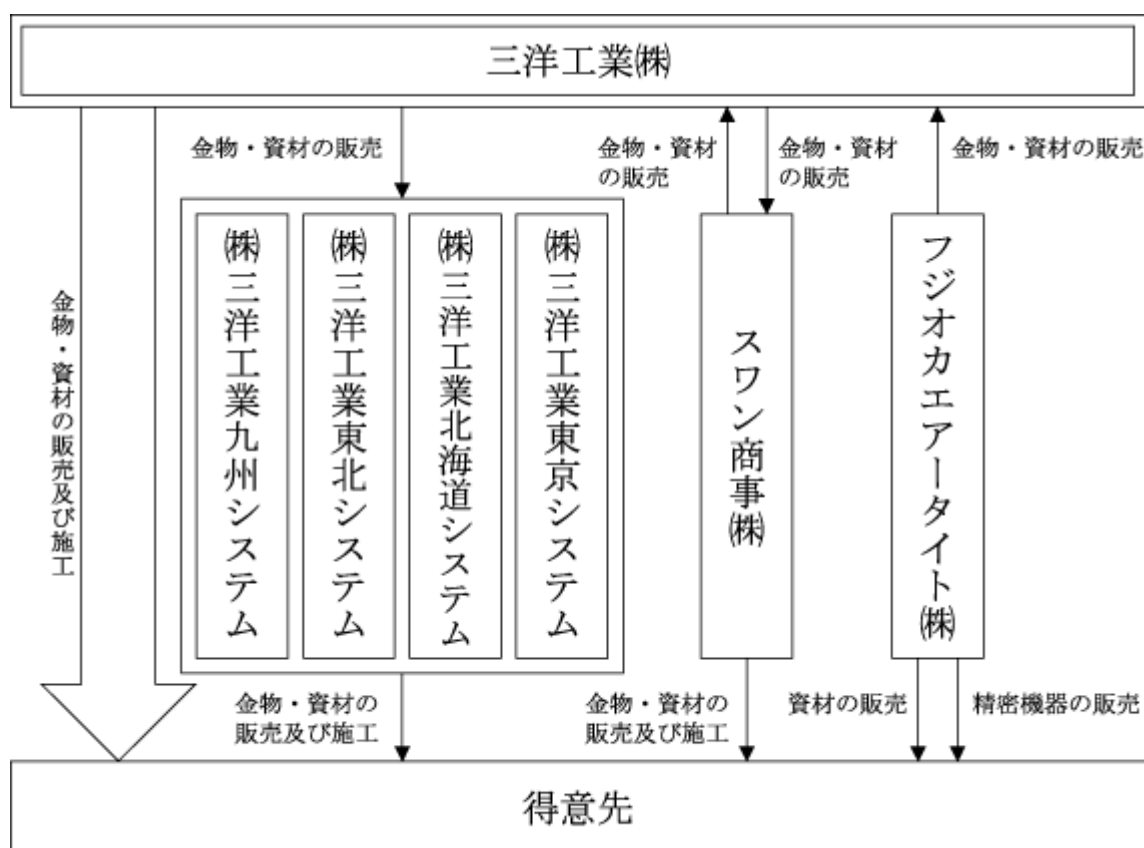 三洋工業㈱
金物・資材の販売
金物・資材
の販売
金物・資材
の販売
金物・資材の販売
金物・資材の販売及び施工
㈱三洋工業九州システム
㈱三洋工業東北システム
㈱三洋工業北海道システム
㈱三洋工業東京システム
スワン商事㈱
フジオカエアータイト㈱
金物・資材の
販売及び施工
金物・資材の
販売及び施工
資材の販売
精密機器の販売
得意先